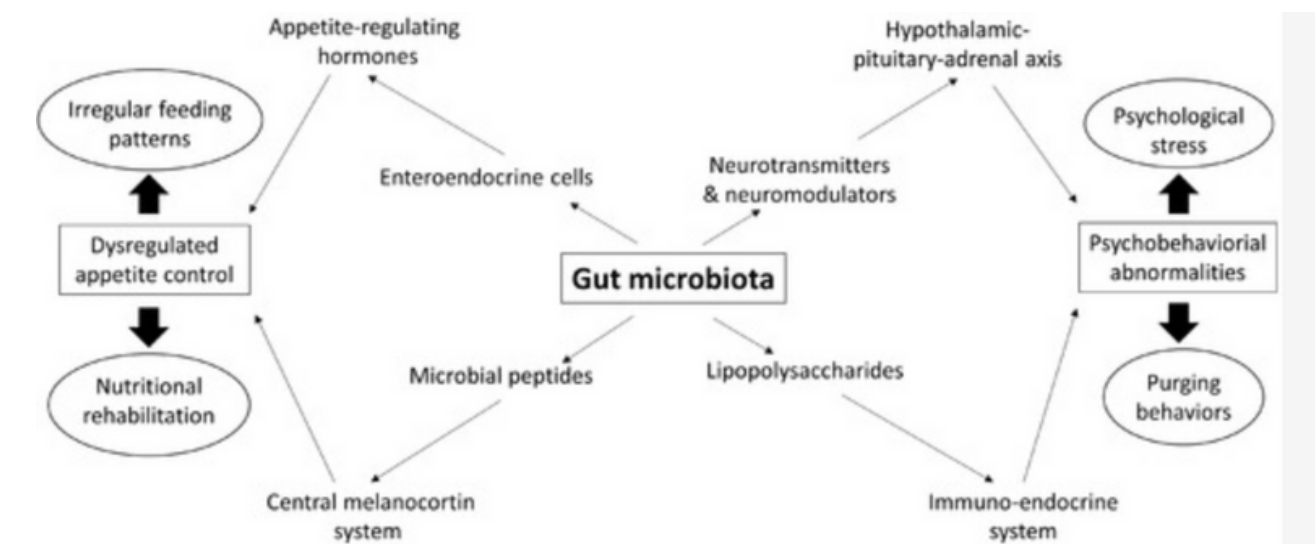 Appetite-regulating
hormones
Hypothalamic-
pituitary-adrenal axis
Irregular feeding
patterns
Psychological
stress
Enteroendocrine cells
Neurotransmitters
& neuromodulators
Dysregulated
appetite control
Gut microbiota
Psychobehaviorial
abnormalities
Microbial peptides
Lipopolysaccharides
Nutritional
rehabilitation
Purging
behaviors
Central melanocortin
system
Immuno-endocrine
system